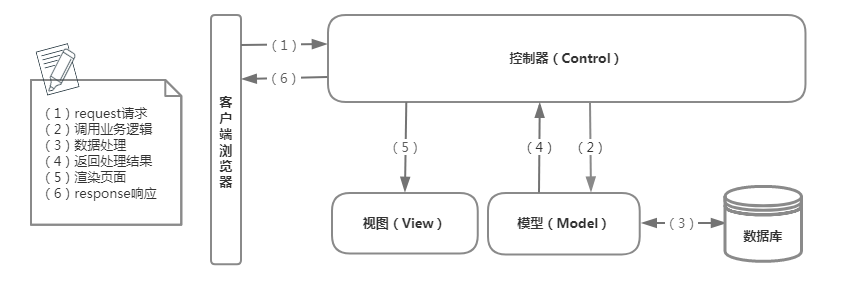 （1）request请求
（2）调用业务逻辑
（3）数据处理
（4）返回处理结果
（5）渲染页面
（6）response响应
客户端浏览器
（1）
（6）
控制器（Control）
（5）
（4）
（2）
视图（View）
模型（Model）
（3）
数据库